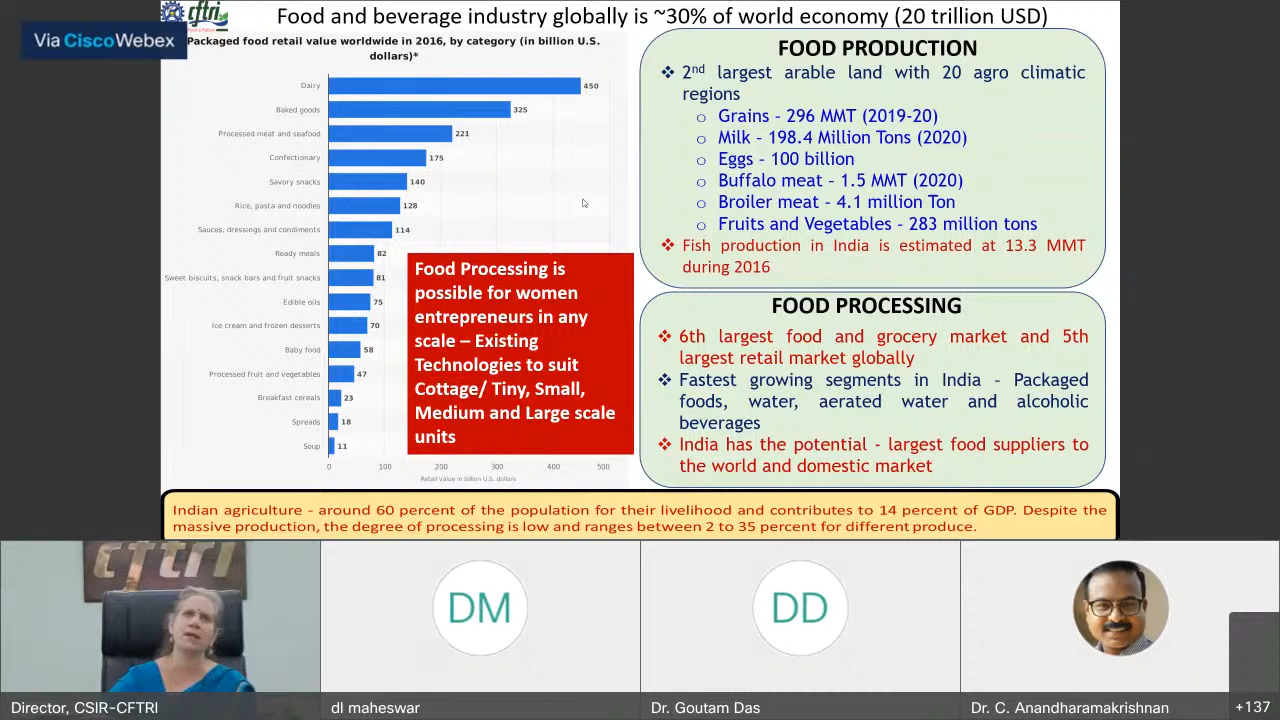 cftri
Food and beverage industry globally is ~30% of world economy (20 trillion USD)
Via Cisco Webex
Packaged food retail value worldwide in 2016, by category (in billion U.S.
dollars)*
Dairy 450
Baked goods 325
Processed meat and seafood 221
Confectionary 175
Savory snacks 140
Rice, pasta and noodles 128
Sauces, dressings and condiments 114
Ready meals 82
Sweet biscuits, snack bars and fruit snacks 81
Edible oils 75
Ice cream and frozen desserts 70
Baby food 58
Processed fruit and vegetables 47
Breakfast cereals 23
Spreads 18
Soup 11
0 100 200 300 400 500
Retail value in billion U.S. dollars
Food Processing is
possible for women
entrepreneurs in any
scale – Existing
Technologies to suit
Cottage/ Tiny, Small,
Medium and Large scale
units
FOOD PRODUCTION
❖ 2nd largest arable land with 20 agro climatic
regions
o Grains - 296 MMT (2019-20)
o Milk – 198.4 Million Tons (2020)
o Eggs – 100 billion
o Buffalo meat – 1.5 MMT (2020)
o Broiler meat – 4.1 million Ton
o Fruits and Vegetables – 283 million tons
❖ Fish production in India is estimated at 13.3 MMT
during 2016
FOOD PROCESSING
❖ 6th largest food and grocery market and 5th
largest retail market globally
❖ Fastest growing segments in India - Packaged
foods, water, aerated water and alcoholic
beverages
❖ India has the potential - largest food suppliers to
the world and domestic market
Indian agriculture - around 60 percent of the population for their livelihood and contributes to 14 percent of GDP. Despite the
massive production, the degree of processing is low and ranges between 2 to 35 percent for different produce.
cftri
DM
DD
Director, CSIR-CFTRI
dl maheswar
Dr. Goutam Das
Dr. C. Anandharamakrishnan
+137